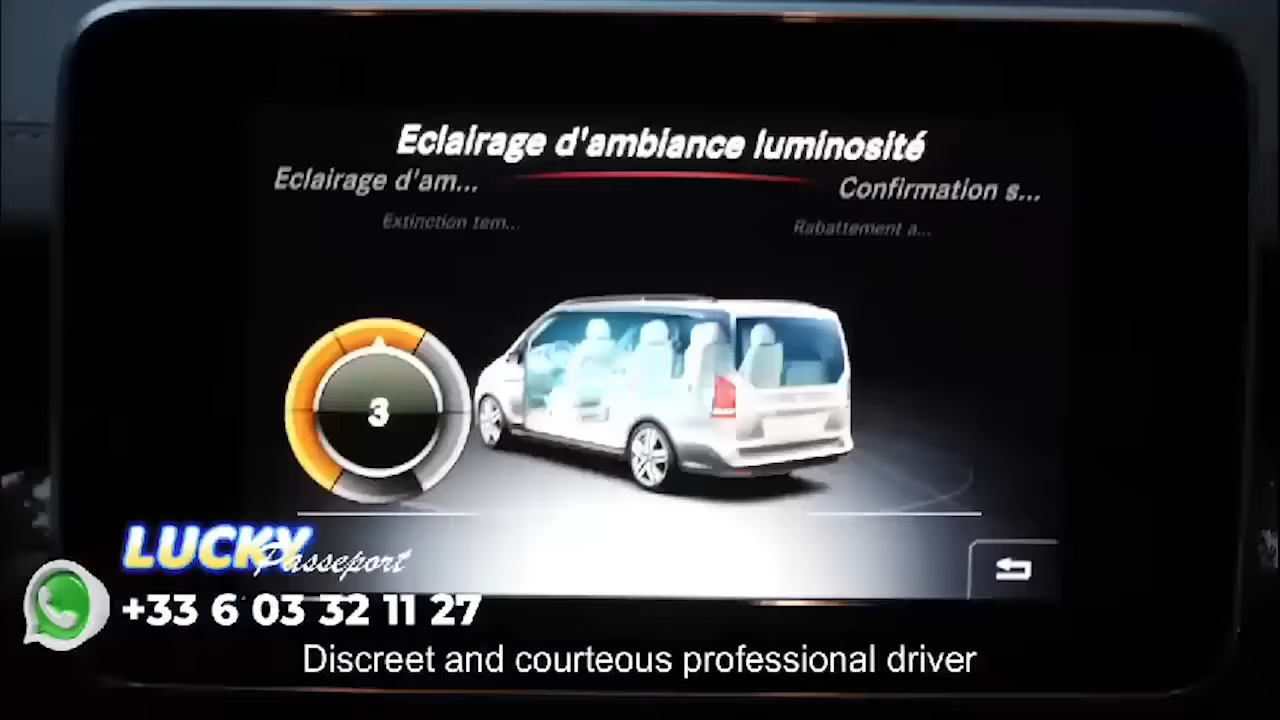 Eclairage d'ambiance luminosité
Eclairage d'am...
Confirmation s...
Extinction tem...
Rabattement a...
3
LUCKY
Passeport
+33 6 03 32 11 27
Discreet and courteous professional driver